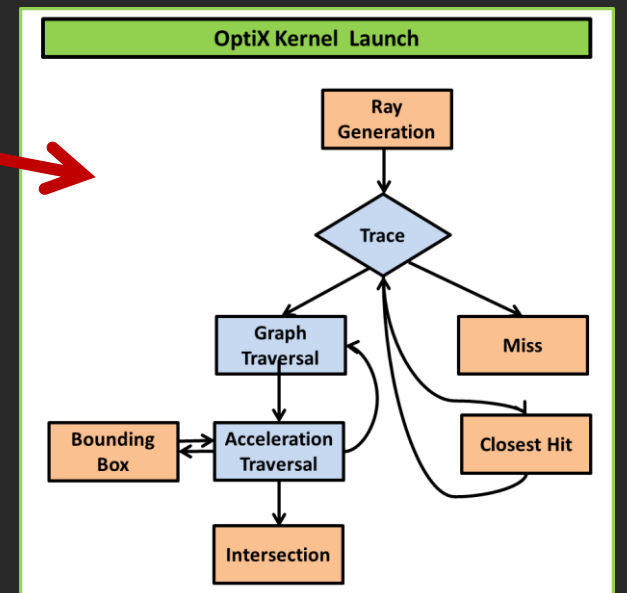 OptiX Kernel Launch
Ray
Generation
Trace
Graph
Traversal
Miss
Bounding
Box
Acceleration
Traversal
Closest Hit
Intersection